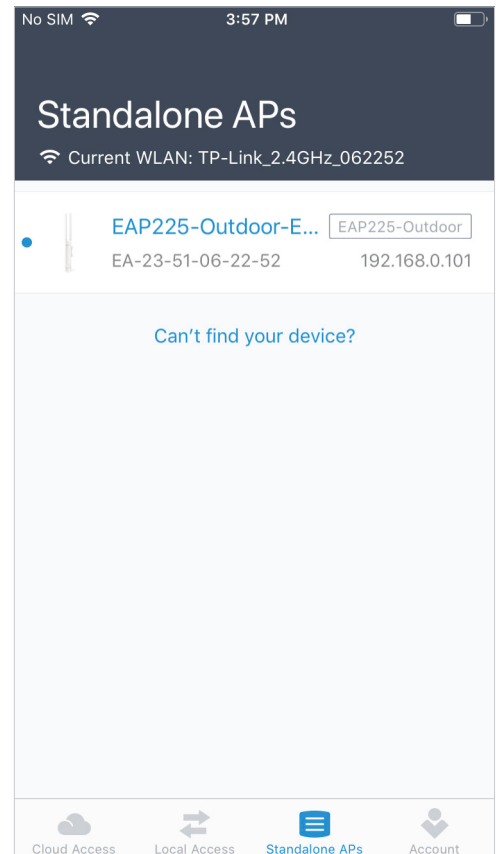 No SIM 3:57 PM
Standalone APs
Current WLAN: TP-Link_2.4GHz_062252
EAP225-Outdoor-E... EAP225-Outdoor
EA-23-51-06-22-52 192.168.0.101
Can't find your device?
Cloud Access Local Access Standalone APs Account